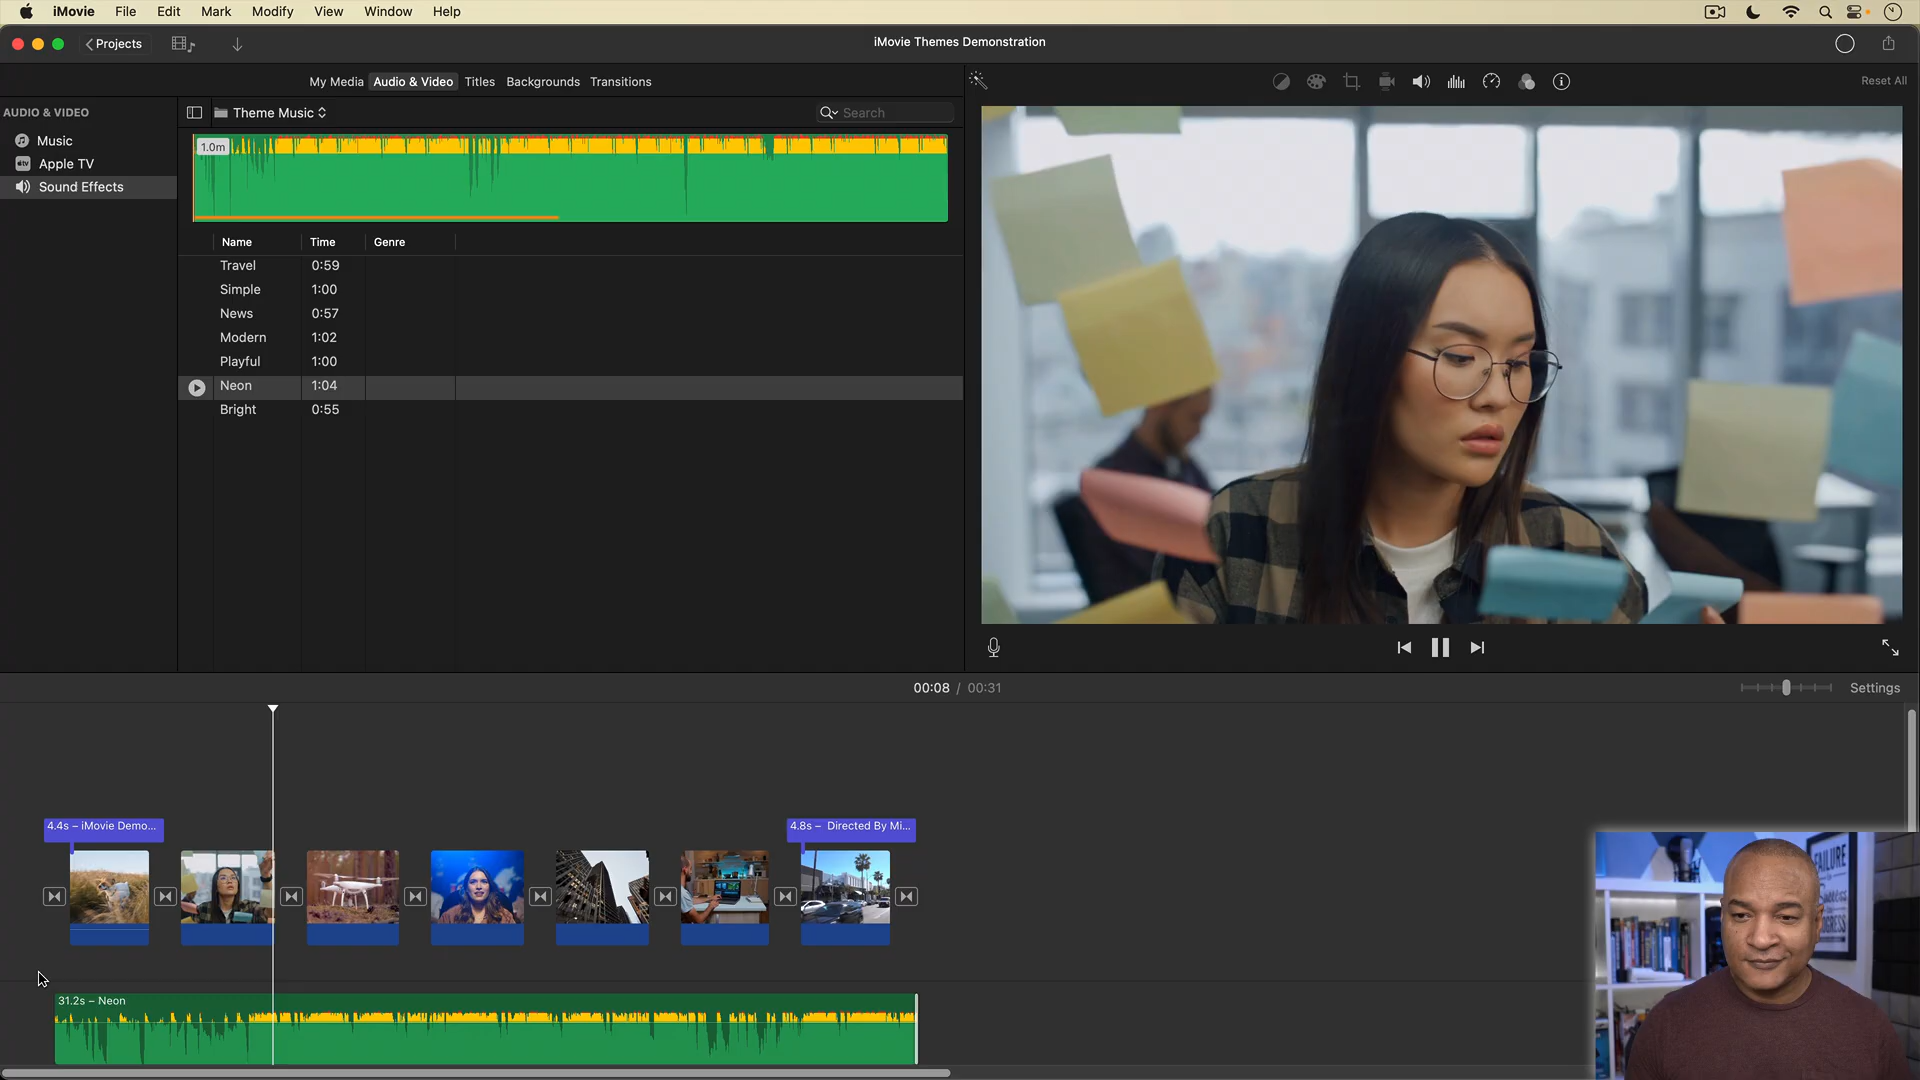 iMovie File Edit Mark Modify View Window Help
Projects
iMovie Themes Demonstration
My Media Audio & Video Titles Backgrounds Transitions
Reset All
AUDIO & VIDEO
Music
Apple TV
Sound Effects
Theme Music
Search
1.0m
Name Time Genre
Travel 0:59
Simple 1:00
News 0:57
Modern 1:02
Playful 1:00
Neon 1:04
Bright 0:55
00:08 / 00:31
Settings
4.4s – iMovie Demo...
4.8s – Directed By Mi...
31.2s – Neon
FAILURE
Success
PROGRESS